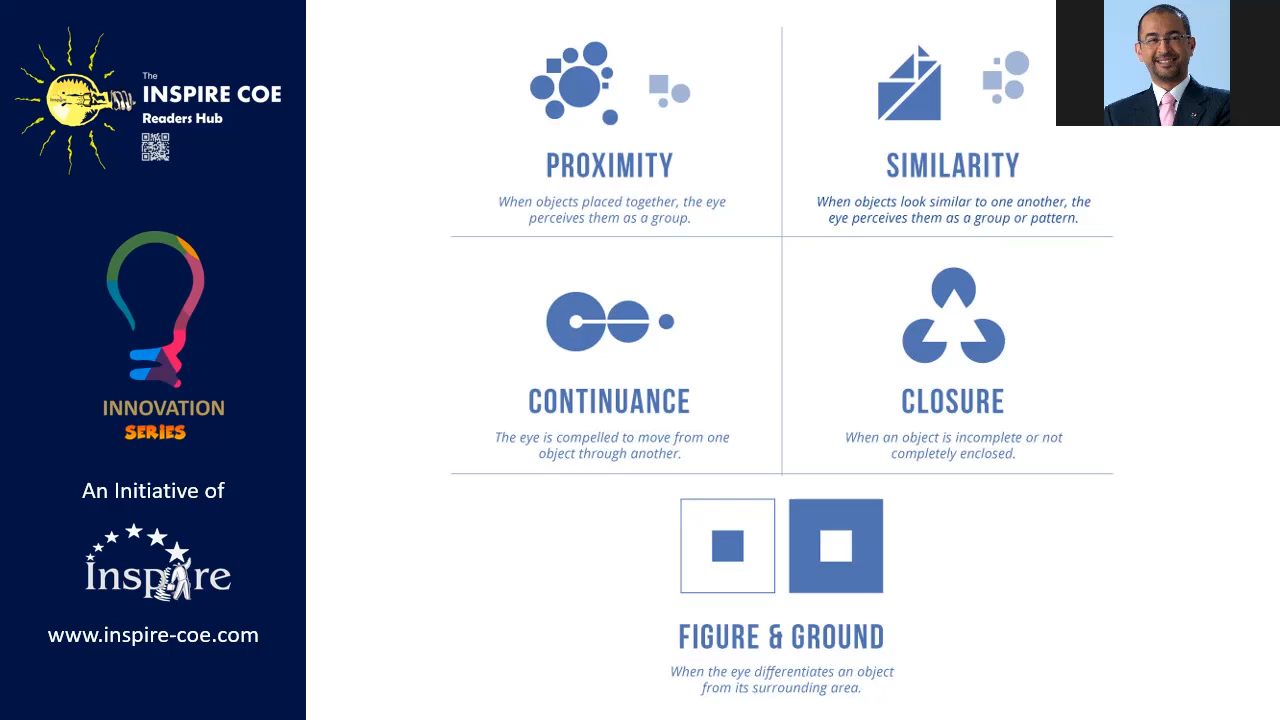 The
INSPIRE COE
Readers Hub
INNOVATION
SERIES
An Initiative of
Inspire
www.inspire-coe.com
PROXIMITY
When objects placed together, the eye
perceives them as a group.
SIMILARITY
When objects look similar to one another, the
eye perceives them as a group or pattern.
CONTINUANCE
The eye is compelled to move from one
object through another.
CLOSURE
When an object is incomplete or not
completely enclosed.
FIGURE & GROUND
When the eye differentiates an object
from its surrounding area.